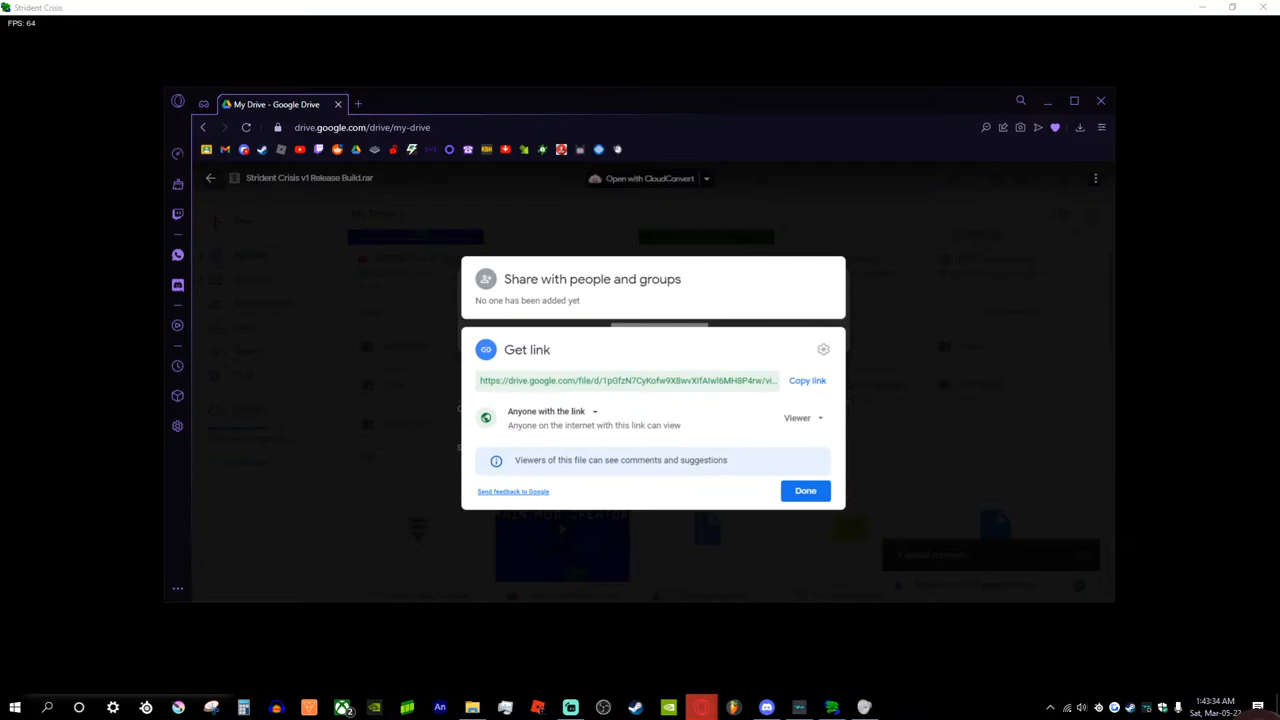 Strident Crisis
FPS: 64
My Drive - Google Drive
drive.google.com/drive/my-drive
Strident Crisis v1 Release Build.rar
Open with CloudConvert
My Drive
Share with people and groups
No one has been added yet
Get link
https://drive.google.com/file/d/1pGfzN7CyKofw9X8wvXIfAIwl6MH8P4rw/vi...
Copy link
Anyone with the link
Anyone on the internet with this link can view
Viewer
Viewers of this file can see comments and suggestions
Send feedback to Google
Done
1:43:34 AM
Sat, Mar-05-22